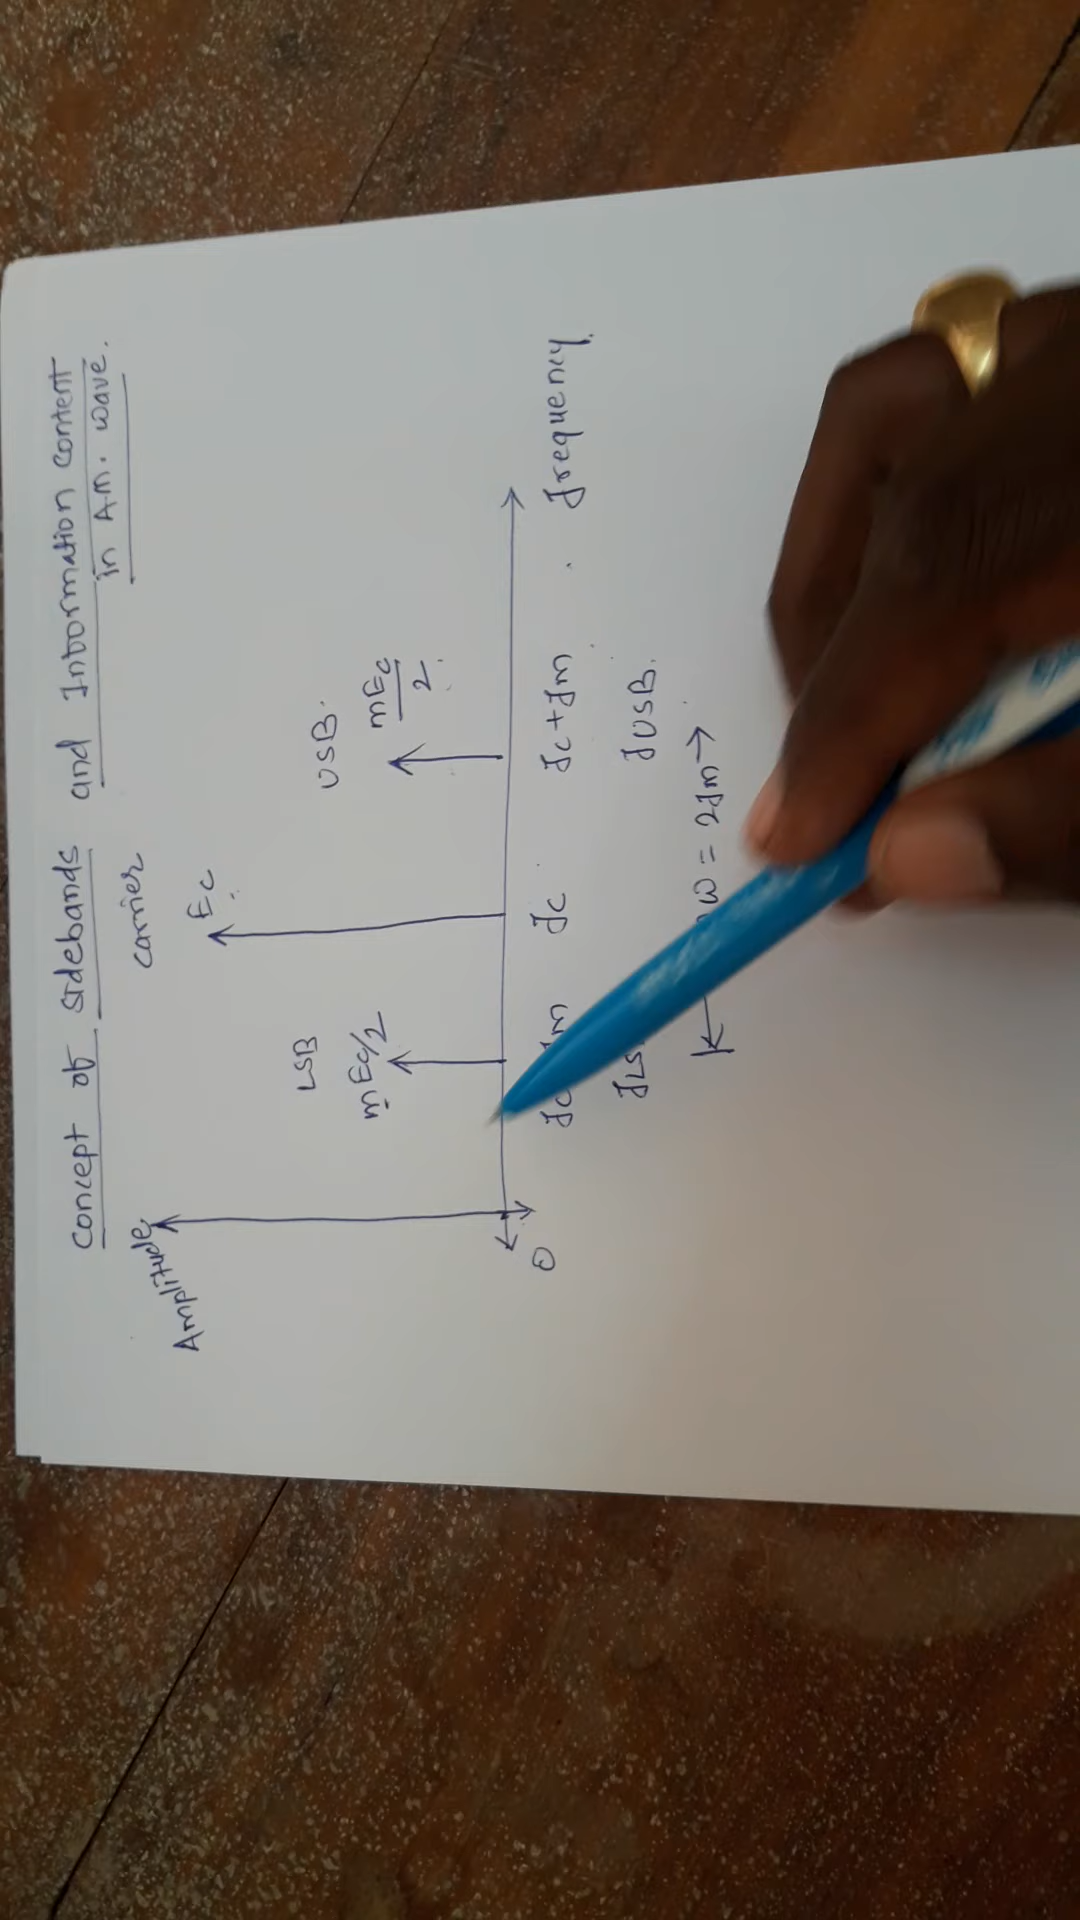 Concept of sidebands and Information content
in A.M. wave.
Amplitude
carrier
Ec
LSB
mEc/2
USB.
mEc
2
0
fc
fc+fm
frequency.
fUSB.
= 2fm